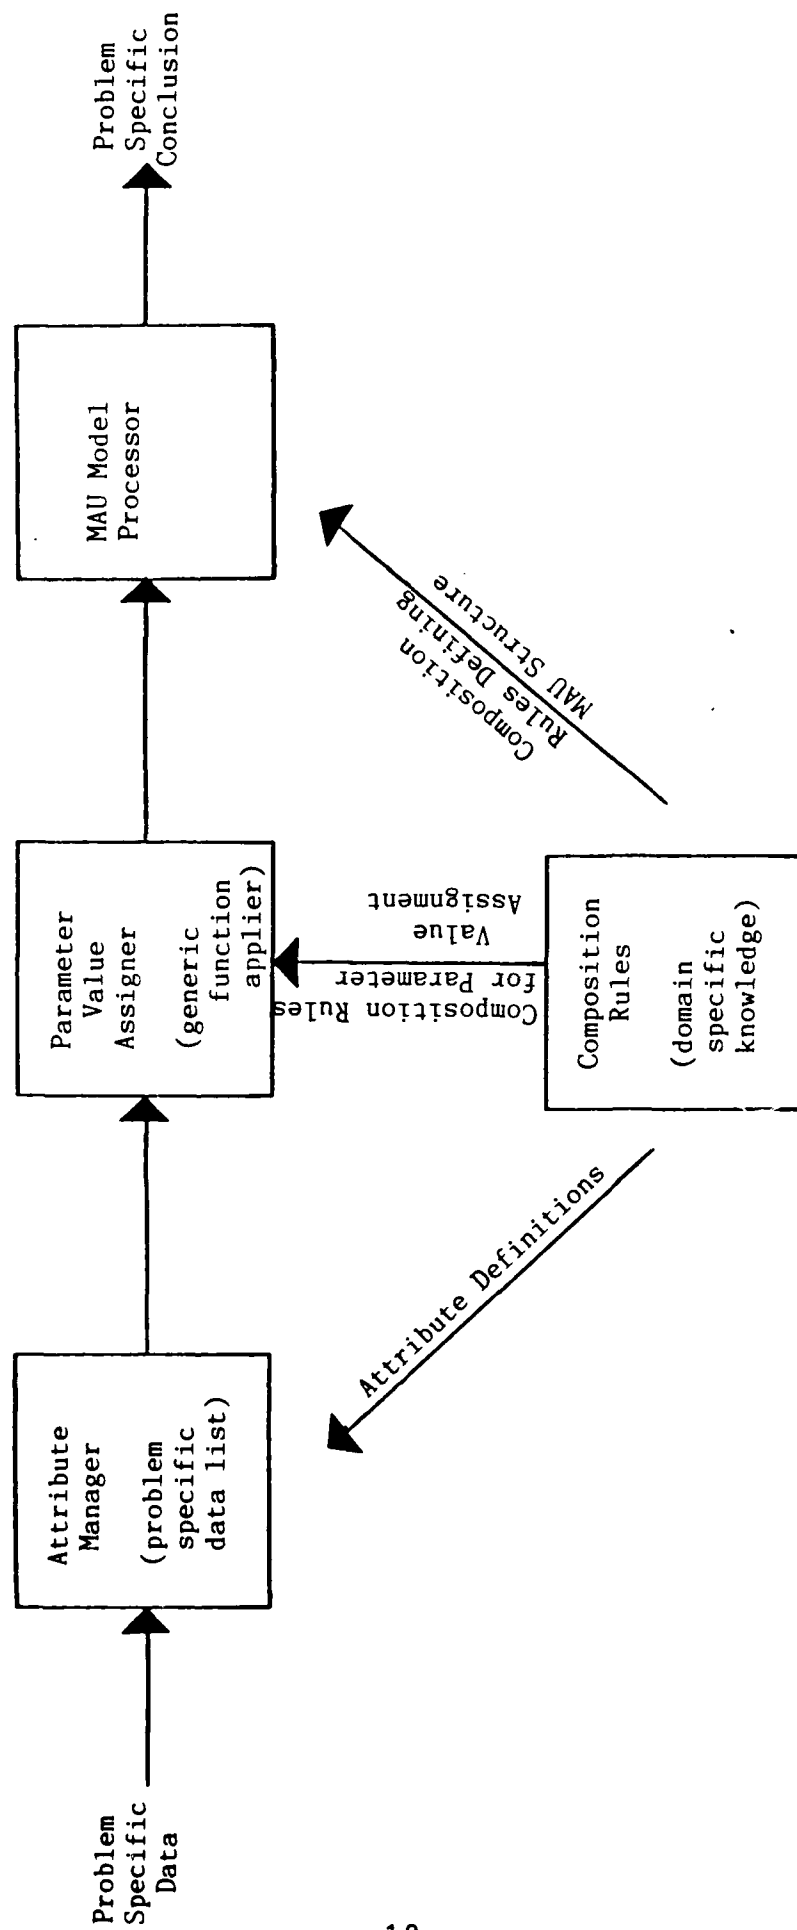 Problem
Specific
Data
Attribute
Manager
(problem
specific
data list)
Parameter
Value
Assigner
(generic
function
applier)
MAU Model
Processor
Problem
Specific
Conclusion
Attribute Definitions
Composition Rules
for Parameter
Value
Assignment
Composition
Rules Defining
MAU Structure
Composition
Rules
(domain
specific
knowledge)
10